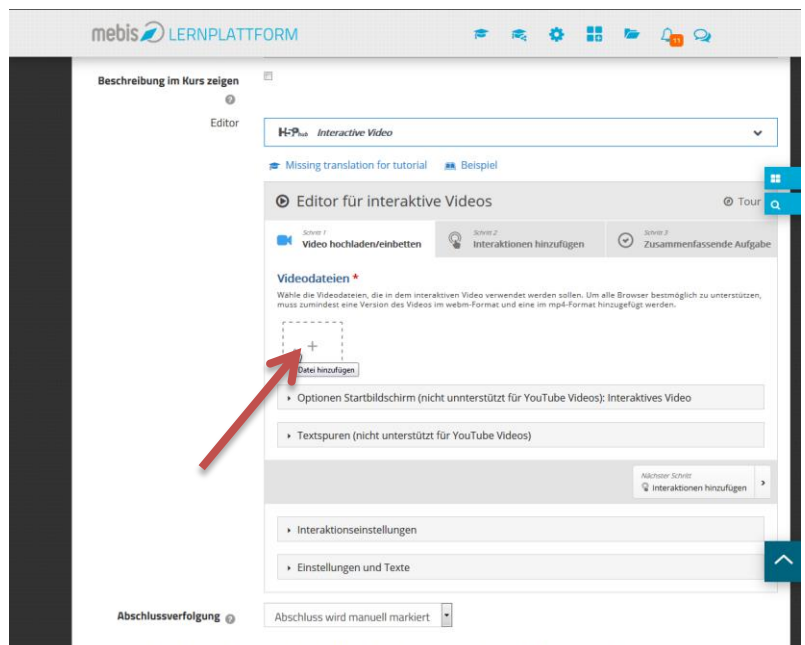 mebis LERNPLATTFORM
11
Beschreibung im Kurs zeigen
Editor
H-5P hub Interactive Video
Missing translation for tutorial Beispiel
Editor für interaktive Videos Tour
Schritt 1 Schritt 2 Schritt 3
Video hochladen/einbetten Interaktionen hinzufügen Zusammenfassende Aufgabe
Videodateien *
Wähle die Videodateien, die in dem interaktiven Video verwendet werden sollen. Um alle Browser bestmöglich zu unterstützen,
muss zumindest eine Version des Videos im webm-Format und eine im mp4-Format hinzugefügt werden.
Datei hinzufügen
Optionen Startbildschirm (nicht unnterstützt für YouTube Videos): Interaktives Video
Textspuren (nicht unterstützt für YouTube Videos)
Nächster Schritt
Interaktionen hinzufügen
Interaktionseinstellungen
Einstellungen und Texte
Abschlussverfolgung Abschluss wird manuell markiert